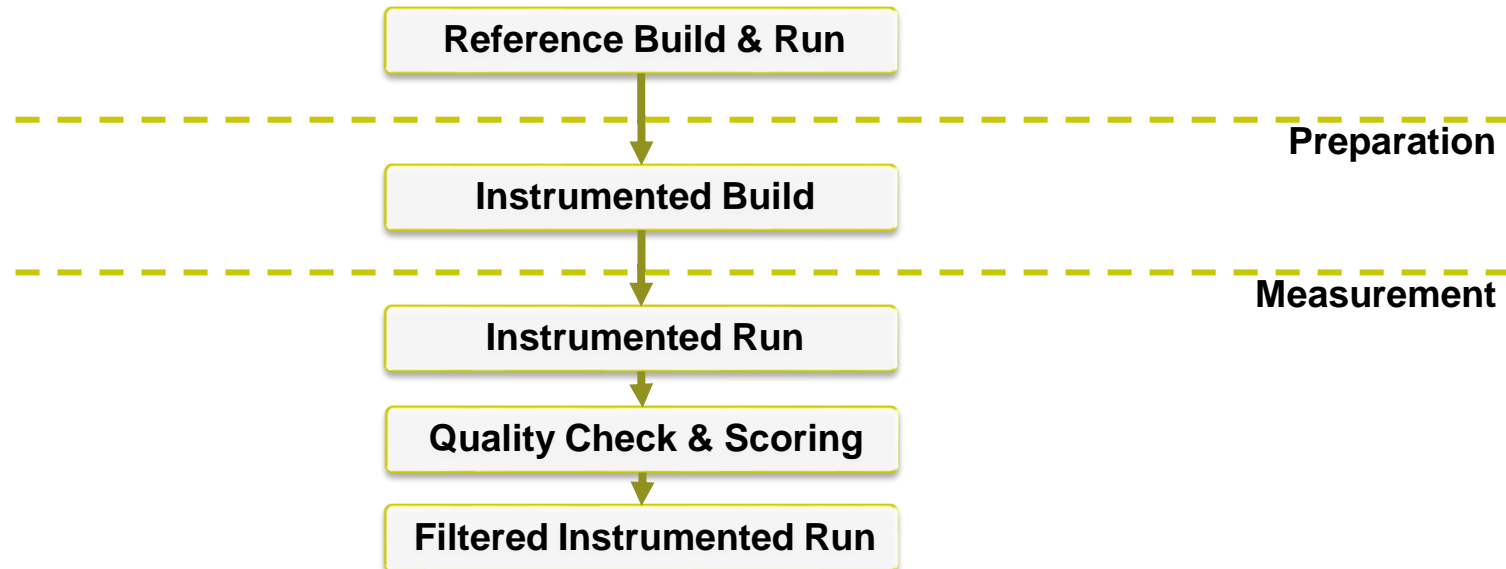 Reference Build & Run
Preparation
Instrumented Build
Measurement
Instrumented Run
Quality Check & Scoring
Filtered Instrumented Run